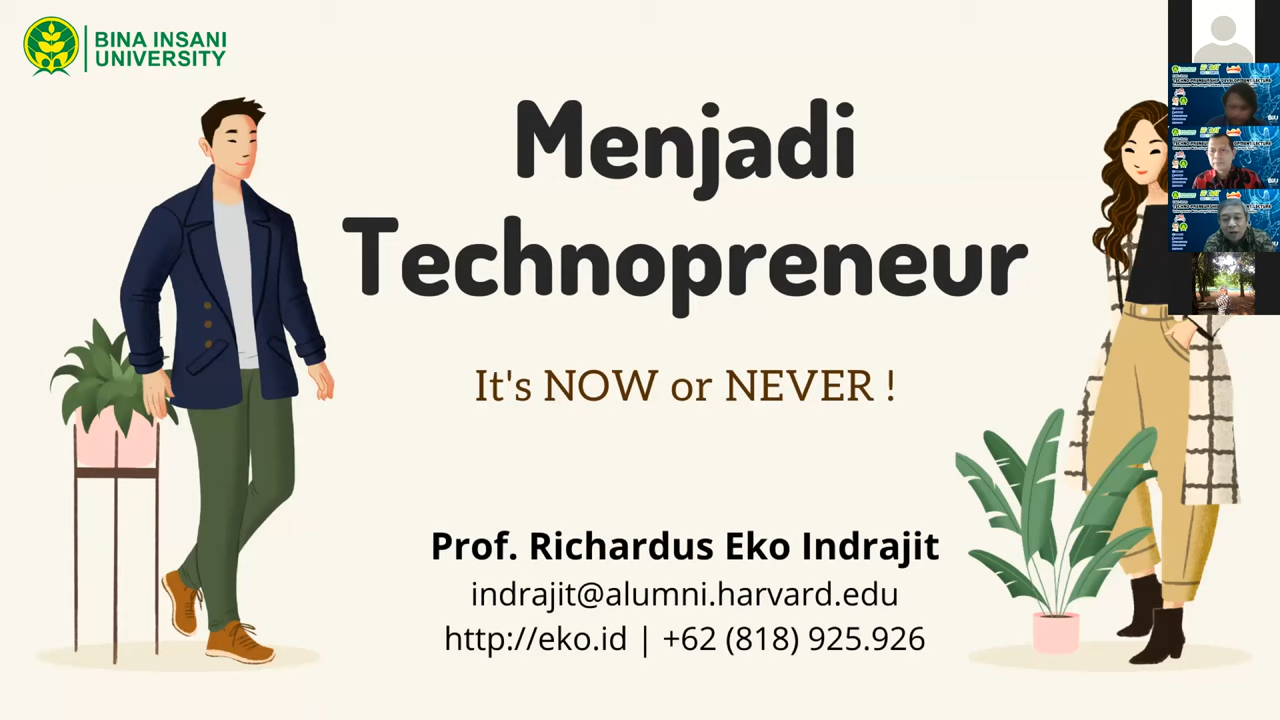 BINA INSANI
UNIVERSITY
Menjadi
Technopreneur
It's NOW or NEVER !
Prof. Richardus Eko Indrajit
indrajit@alumni.harvard.edu
http://eko.id | +62 (818) 925.926